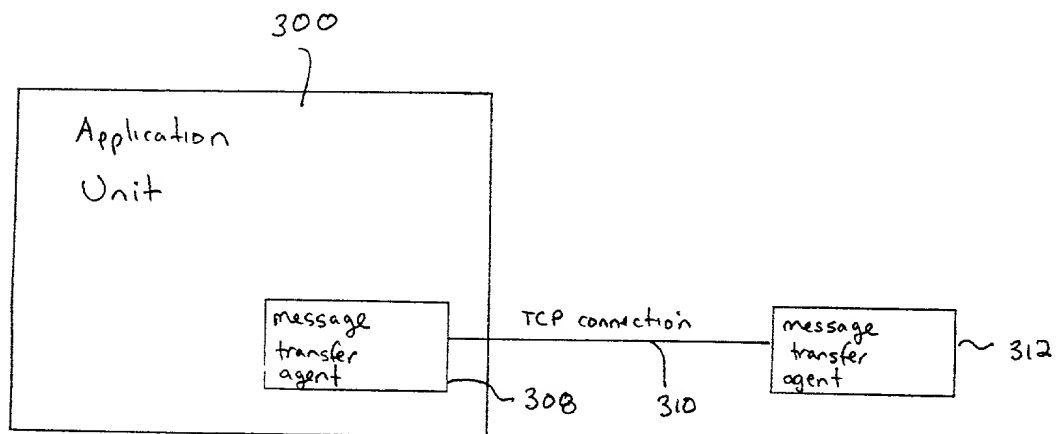 300
Application
Unit
message
transfer
agent
TCP connection
message
transfer
agent
312
308
310